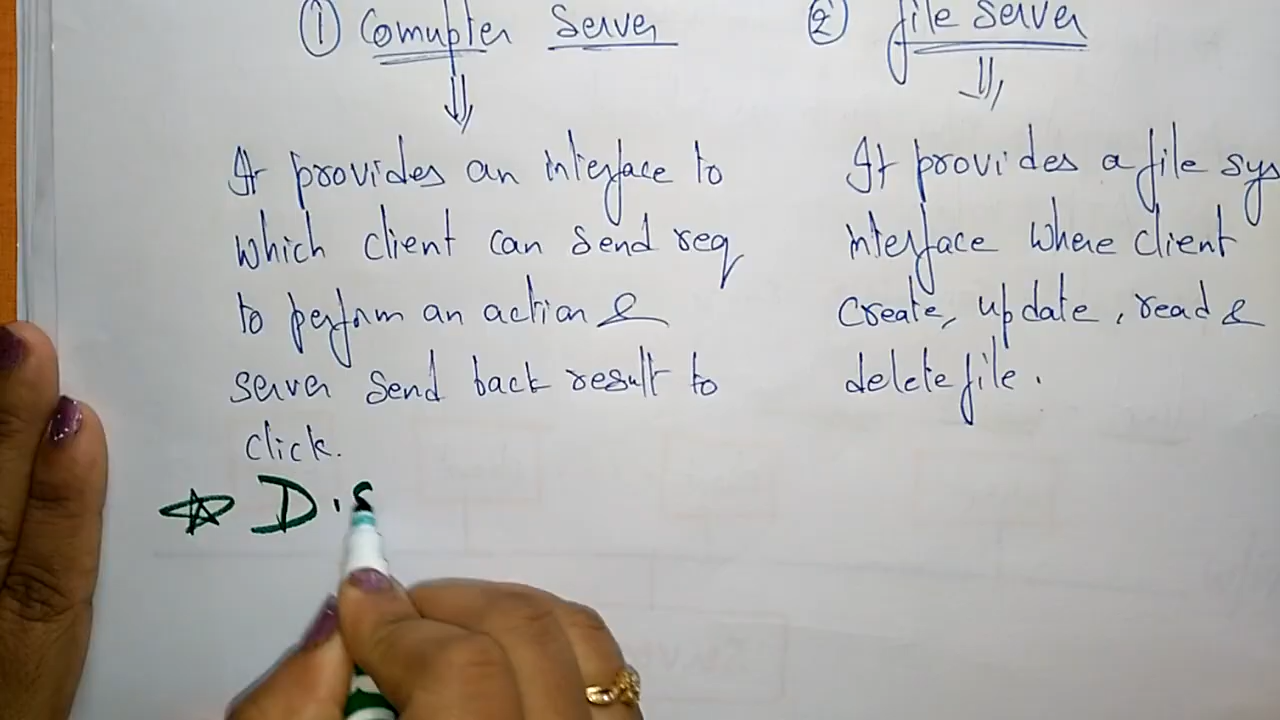 ① Comupter Server
It provides an interface to
which client can send req
to perform an action &
server send back result to
click.
② file server
It provides a file sys
interface where client
create, update, read &
delete file.
☆ Dis